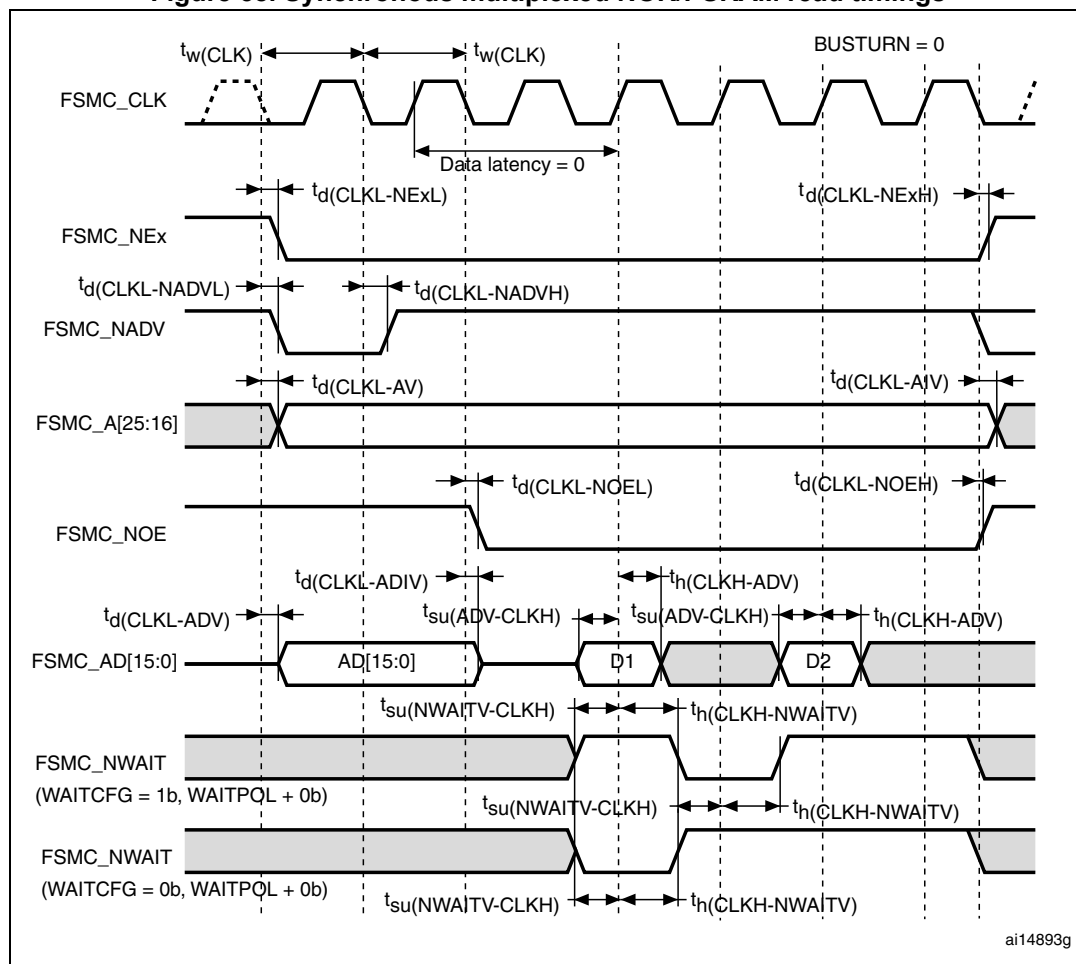 BUSTURN = 0
tw(CLK) tw(CLK)
FSMC_CLK
Data latency = 0
td(CLKL-NExL) td(CLKL-NExH)
FSMC_NEx
td(CLKL-NADVL) td(CLKL-NADVH)
FSMC_NADV
td(CLKL-AV) td(CLKL-AIV)
FSMC_A[25:16]
td(CLKL-NOEL) td(CLKL-NOEH)
FSMC_NOE
td(CLKL-ADIV) th(CLKH-ADV)
td(CLKL-ADV) tsu(ADV-CLKH) tsu(ADV-CLKH) th(CLKH-ADV)
FSMC_AD[15:0] AD[15:0] D1 D2
tsu(NWAITV-CLKH) th(CLKH-NWAITV)
FSMC_NWAIT
(WAITCFG = 1b, WAITPOL + 0b)
tsu(NWAITV-CLKH) th(CLKH-NWAITV)
FSMC_NWAIT
(WAITCFG = 0b, WAITPOL + 0b)
tsu(NWAITV-CLKH) th(CLKH-NWAITV)
ai14893g